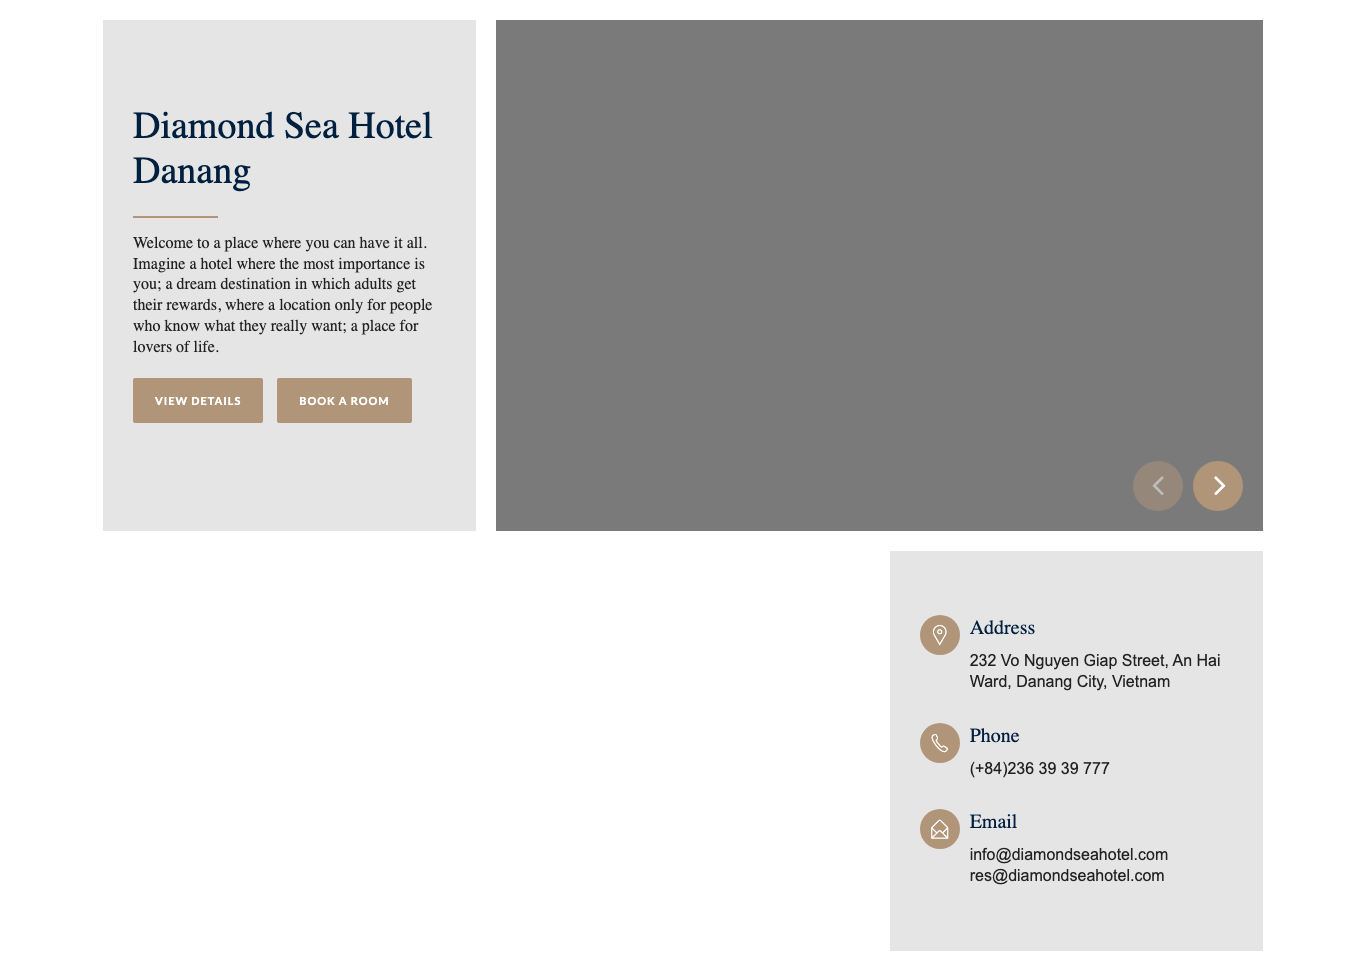 Diamond Sea Hotel
Danang
Welcome to a place where you can have it all.
Imagine a hotel where the most importance is
you; a dream destination in which adults get
their rewards, where a location only for people
who know what they really want; a place for
lovers of life.
VIEW DETAILS
BOOK A ROOM
Address
232 Vo Nguyen Giap Street, An Hai
Ward, Danang City, Vietnam
Phone
(+84)236 39 39 777
Email
info@diamondseahotel.com
res@diamondseahotel.com